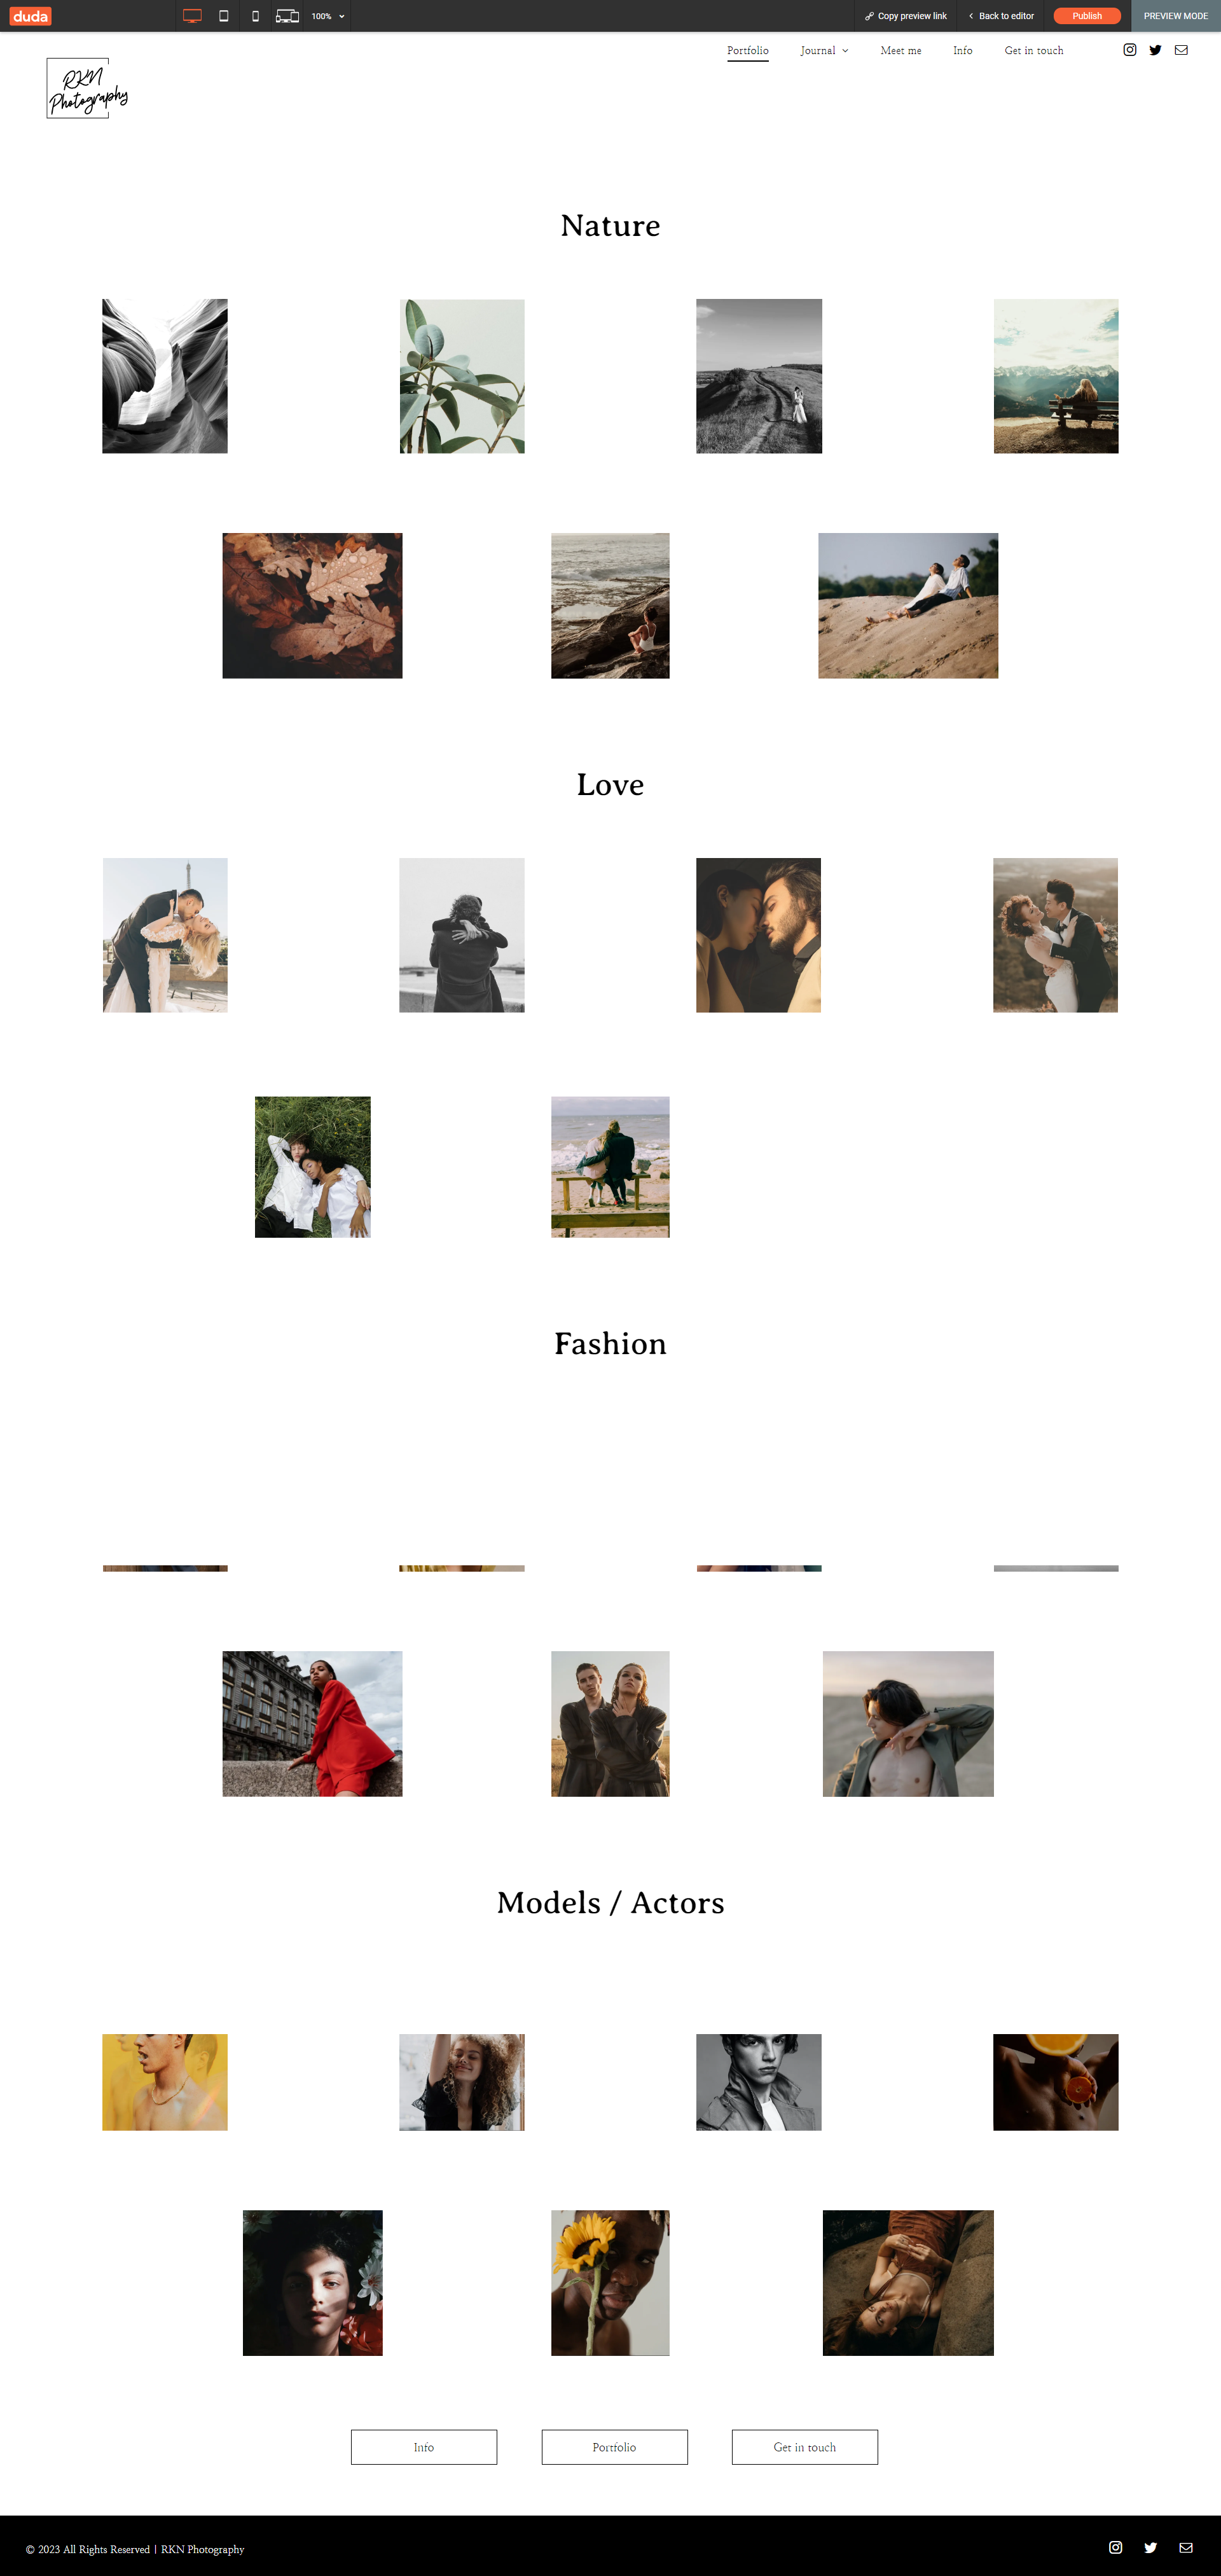 duda
100%
Copy preview link
Back to editor
Publish
PREVIEW MODE
RKN
Photography
Portfolio
Journal
Meet me
Info
Get in touch
Nature
Love
Fashion
Models / Actors
Info
Portfolio
Get in touch
© 2023 All Rights Reserved | RKN Photography